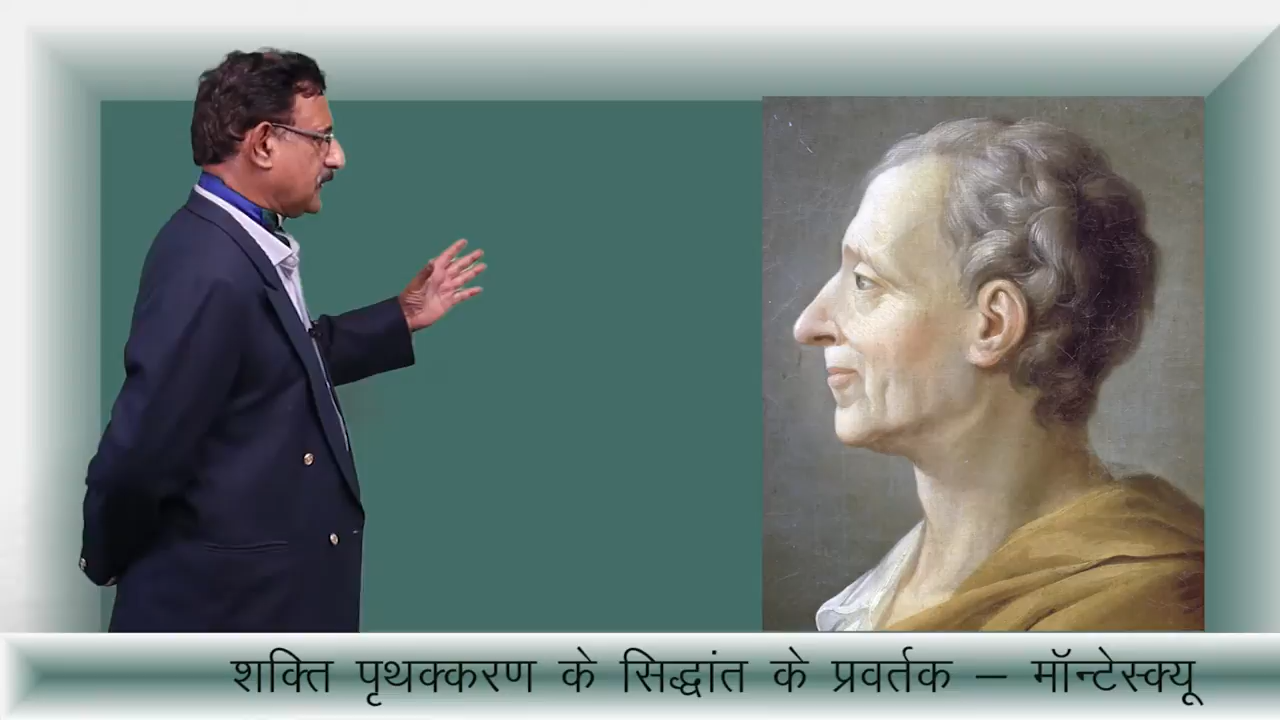 शक्ति पृथक्करण के सिद्धांत के प्रवर्तक – मॉन्टेस्क्यू